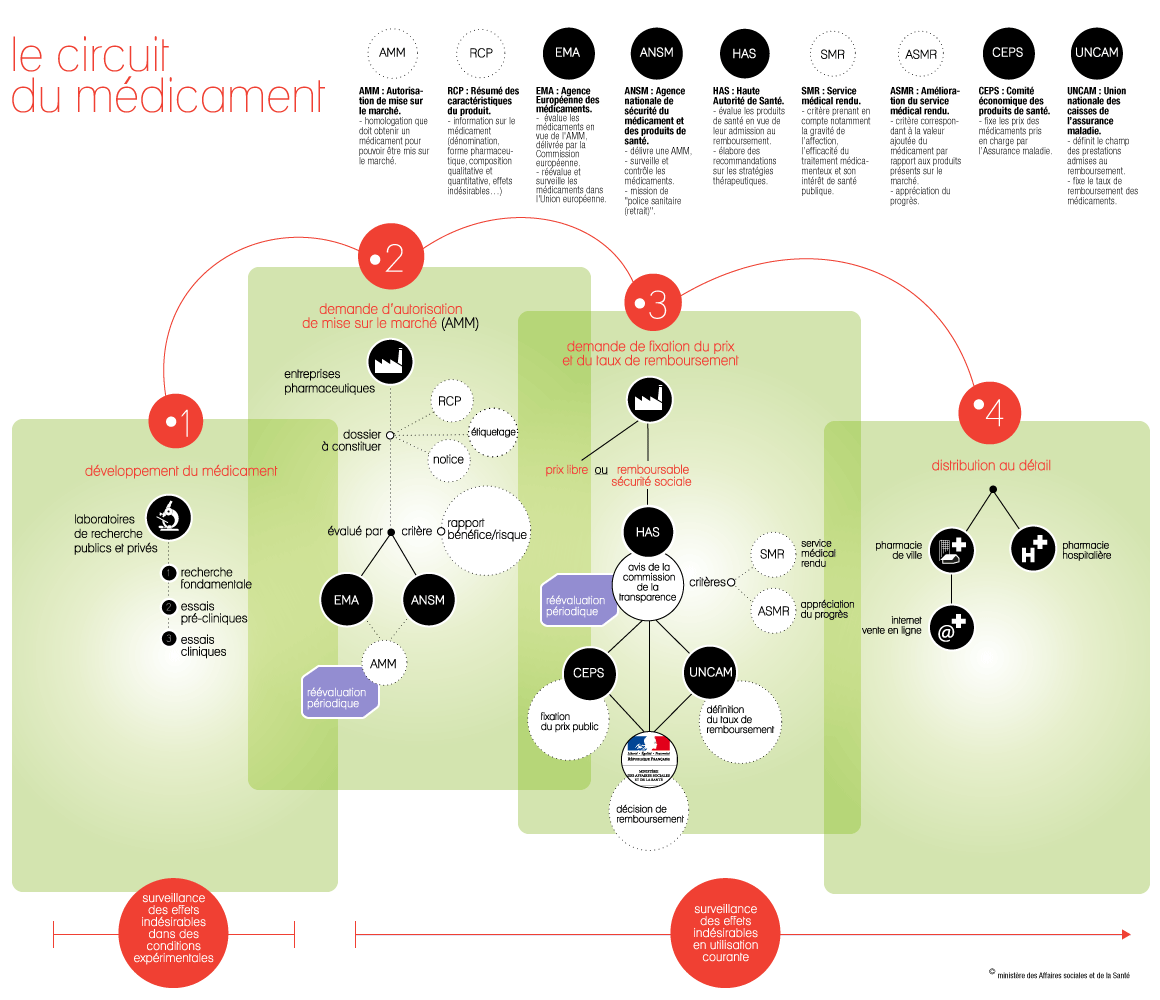 le circuit
du médicament
AMM
AMM : Autorisa-
tion de mise sur
le marché.
- homologation que
doit obtenir un
médicament pour
pouvoir être mis sur
le marché.
RCP
RCP : Résumé des
caractéristiques
du produit.
- information sur le
médicament
(dénomination,
forme pharmaceu-
tique, composition
qualitative et
quantitative, effets
indésirables…)
EMA
EMA : Agence
Européenne des
médicaments.
- évalue les
médicaments en
vue de l'AMM,
délivrée par la
Commission
européenne.
- réévalue et
surveille les
médicaments dans
l'Union européenne.
ANSM
ANSM : Agence
nationale de
sécurité du
médicament et
des produits de
santé.
- délivre une AMM,
- surveille et
contrôle les
médicaments.
- mission de
"police sanitaire
(retrait)".
HAS
HAS : Haute
Autorité de Santé.
- évalue les produits
de santé en vue de
leur admission au
remboursement.
- élabore des
recommandations
sur les stratégies
thérapeutiques.
SMR
SMR : Service
médical rendu.
- critère prenant en
compte notamment
la gravité de
l'affection,
l'efficacité du
traitement médica-
menteux et son
intérêt de santé
publique.
ASMR
ASMR : Améliora-
tion du service
médical rendu.
- critère correspon-
dant à la valeur
ajoutée du
médicament par
rapport aux produits
présents sur le
marché.
- appréciation du
progrès.
CEPS
CEPS : Comité
économique des
produits de santé.
- fixe les prix des
médicaments pris
en charge par
l'Assurance maladie.
UNCAM
UNCAM : Union
nationale des
caisses de
l'assurance
maladie.
- définit le champ
des prestations
admises au
remboursement.
- fixe le taux de
remboursement des
médicaments.
1
développement du médicament
laboratoires
de recherche
publics et privés
1 recherche
fondamentale
2 essais
pré-cliniques
3 essais
cliniques
2
demande d'autorisation
de mise sur le marché (AMM)
entreprises
pharmaceutiques
dossier
à constituer
RCP
étiquetage
notice
évalué par
critère
rapport
bénéfice/risque
EMA
ANSM
AMM
réévaluation
périodique
3
demande de fixation du prix
et du taux de remboursement
prix libre ou remboursable
sécurité sociale
HAS
avis de la
commission
de la
transparence
réévaluation
périodique
critères
SMR
service
médical
rendu
ASMR
appréciation
du progrès
CEPS
fixation
du prix public
UNCAM
définition
du taux de
remboursement
Liberté • Égalité • Fraternité
RÉPUBLIQUE FRANÇAISE
MINISTÈRE
DES AFFAIRES SOCIALES
ET DE LA SANTÉ
décision de
remboursement
4
distribution au détail
pharmacie
de ville
H
pharmacie
hospitalière
internet
vente en ligne
@
surveillance
des effets
indésirables
dans des
conditions
expérimentales
surveillance
des effets
indésirables
en utilisation
courante
© ministère des Affaires sociales et de la Santé